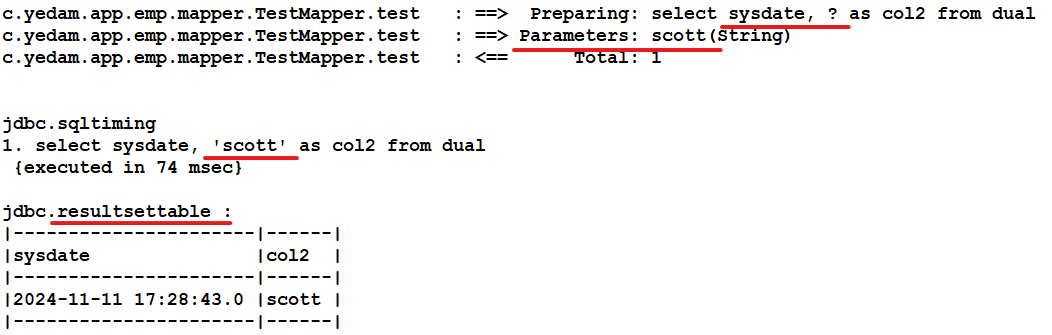 c.yedam.app.emp.mapper.TestMapper.test   : ==>  Preparing: select sysdate, ? as col2 from dual
c.yedam.app.emp.mapper.TestMapper.test   : ==> Parameters: scott(String)
c.yedam.app.emp.mapper.TestMapper.test   : <==      Total: 1
jdbc.sqltiming
1. select sysdate, 'scott' as col2 from dual
 {executed in 74 msec}
jdbc.resultsettable :
|----------------------|------|
|sysdate               |col2  |
|----------------------|------|
|2024-11-11 17:28:43.0 |scott |
|----------------------|------|